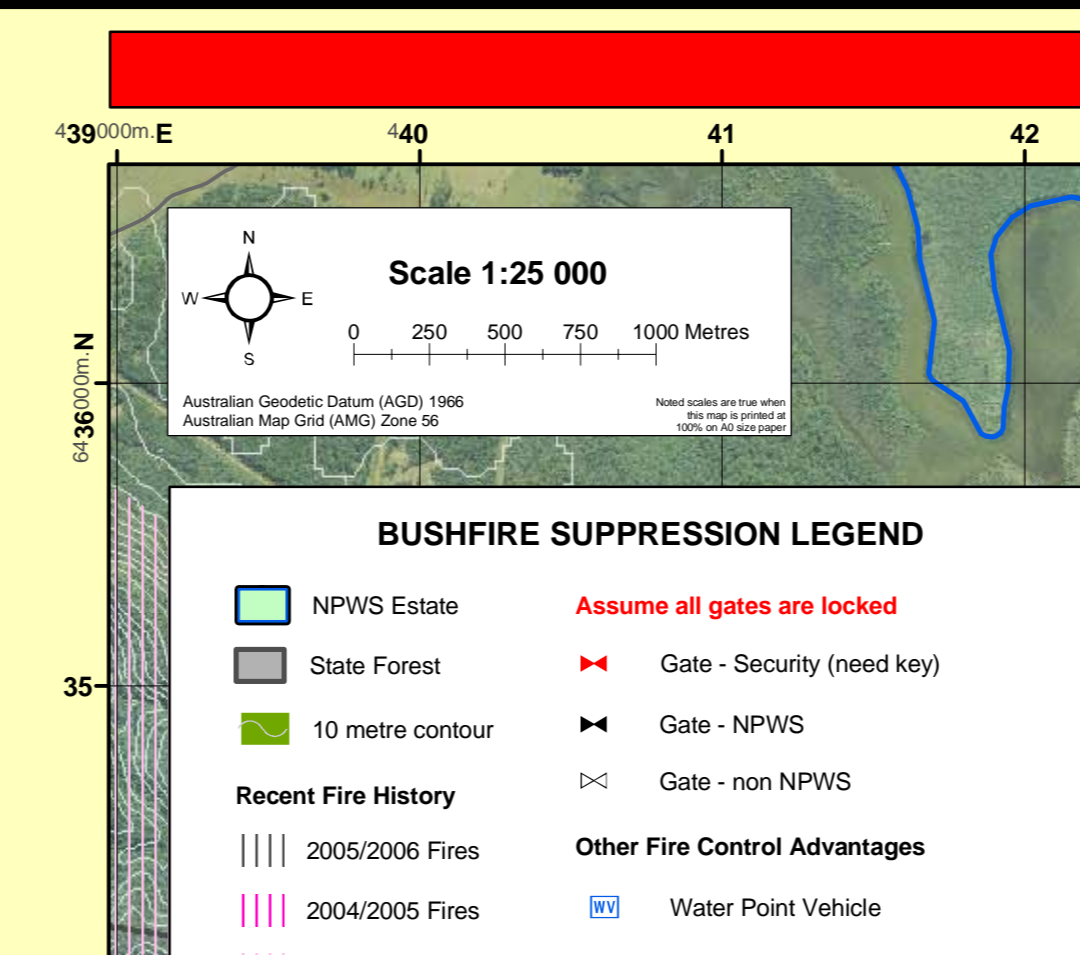 439000m.E
440
41
42
N
W
E
S
Scale 1:25 000
0 250 500 750 1000 Metres
Australian Geodetic Datum (AGD) 1966
Australian Map Grid (AMG) Zone 56
Noted scales are true when
this map is printed at
100% on A0 size paper
6436000m.N
35
BUSHFIRE SUPPRESSION LEGEND
NPWS Estate
State Forest
10 metre contour
Recent Fire History
2005/2006 Fires
2004/2005 Fires
Assume all gates are locked
Gate - Security (need key)
Gate - NPWS
Gate - non NPWS
Other Fire Control Advantages
WV Water Point Vehicle